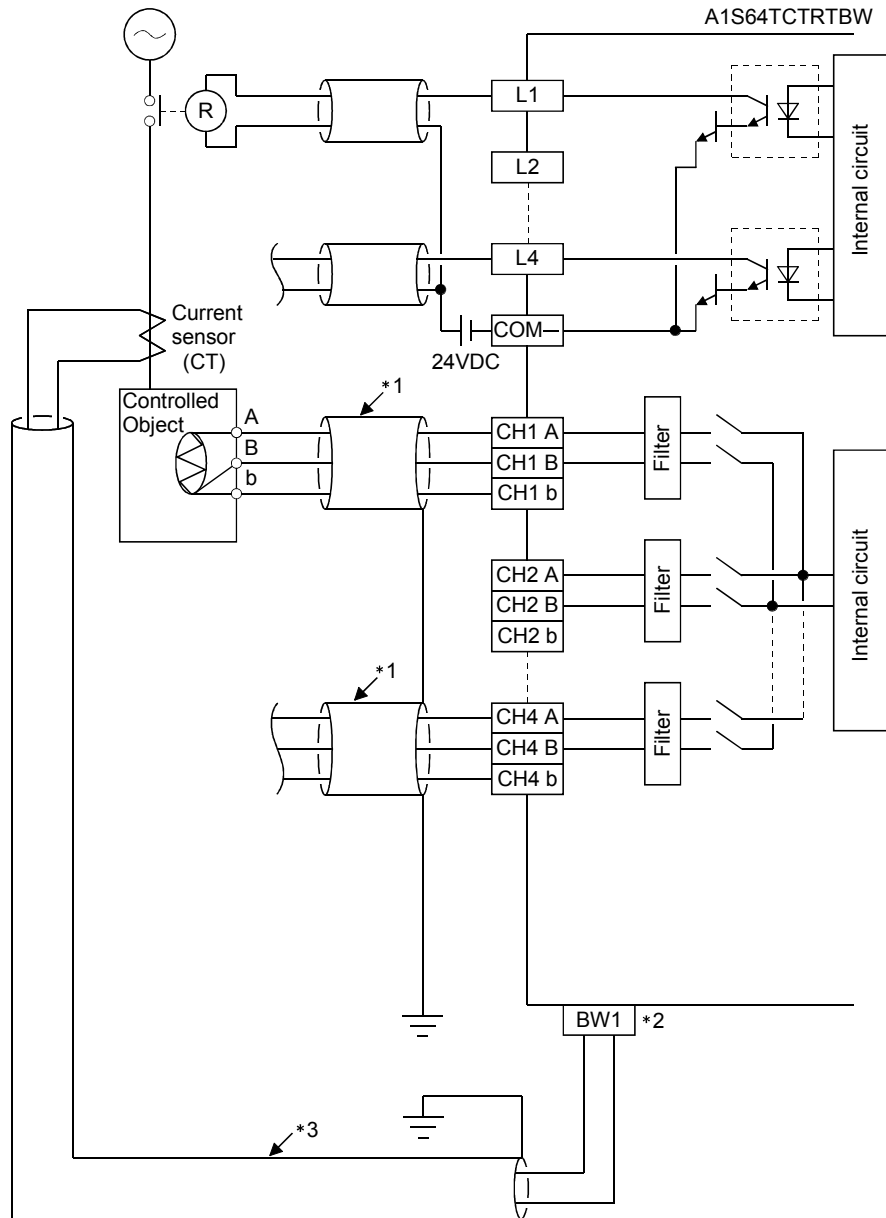 A1S64TCTRTBW
R
L1
L2
L4
COM-
24VDC
Internal circuit
Current
sensor
(CT)
Controlled
Object
A
B
b
*1
CH1 A
CH1 B
CH1 b
Filter
CH2 A
CH2 B
CH2 b
Filter
Internal circuit
*1
CH4 A
CH4 B
CH4 b
Filter
BW1
*2
*3